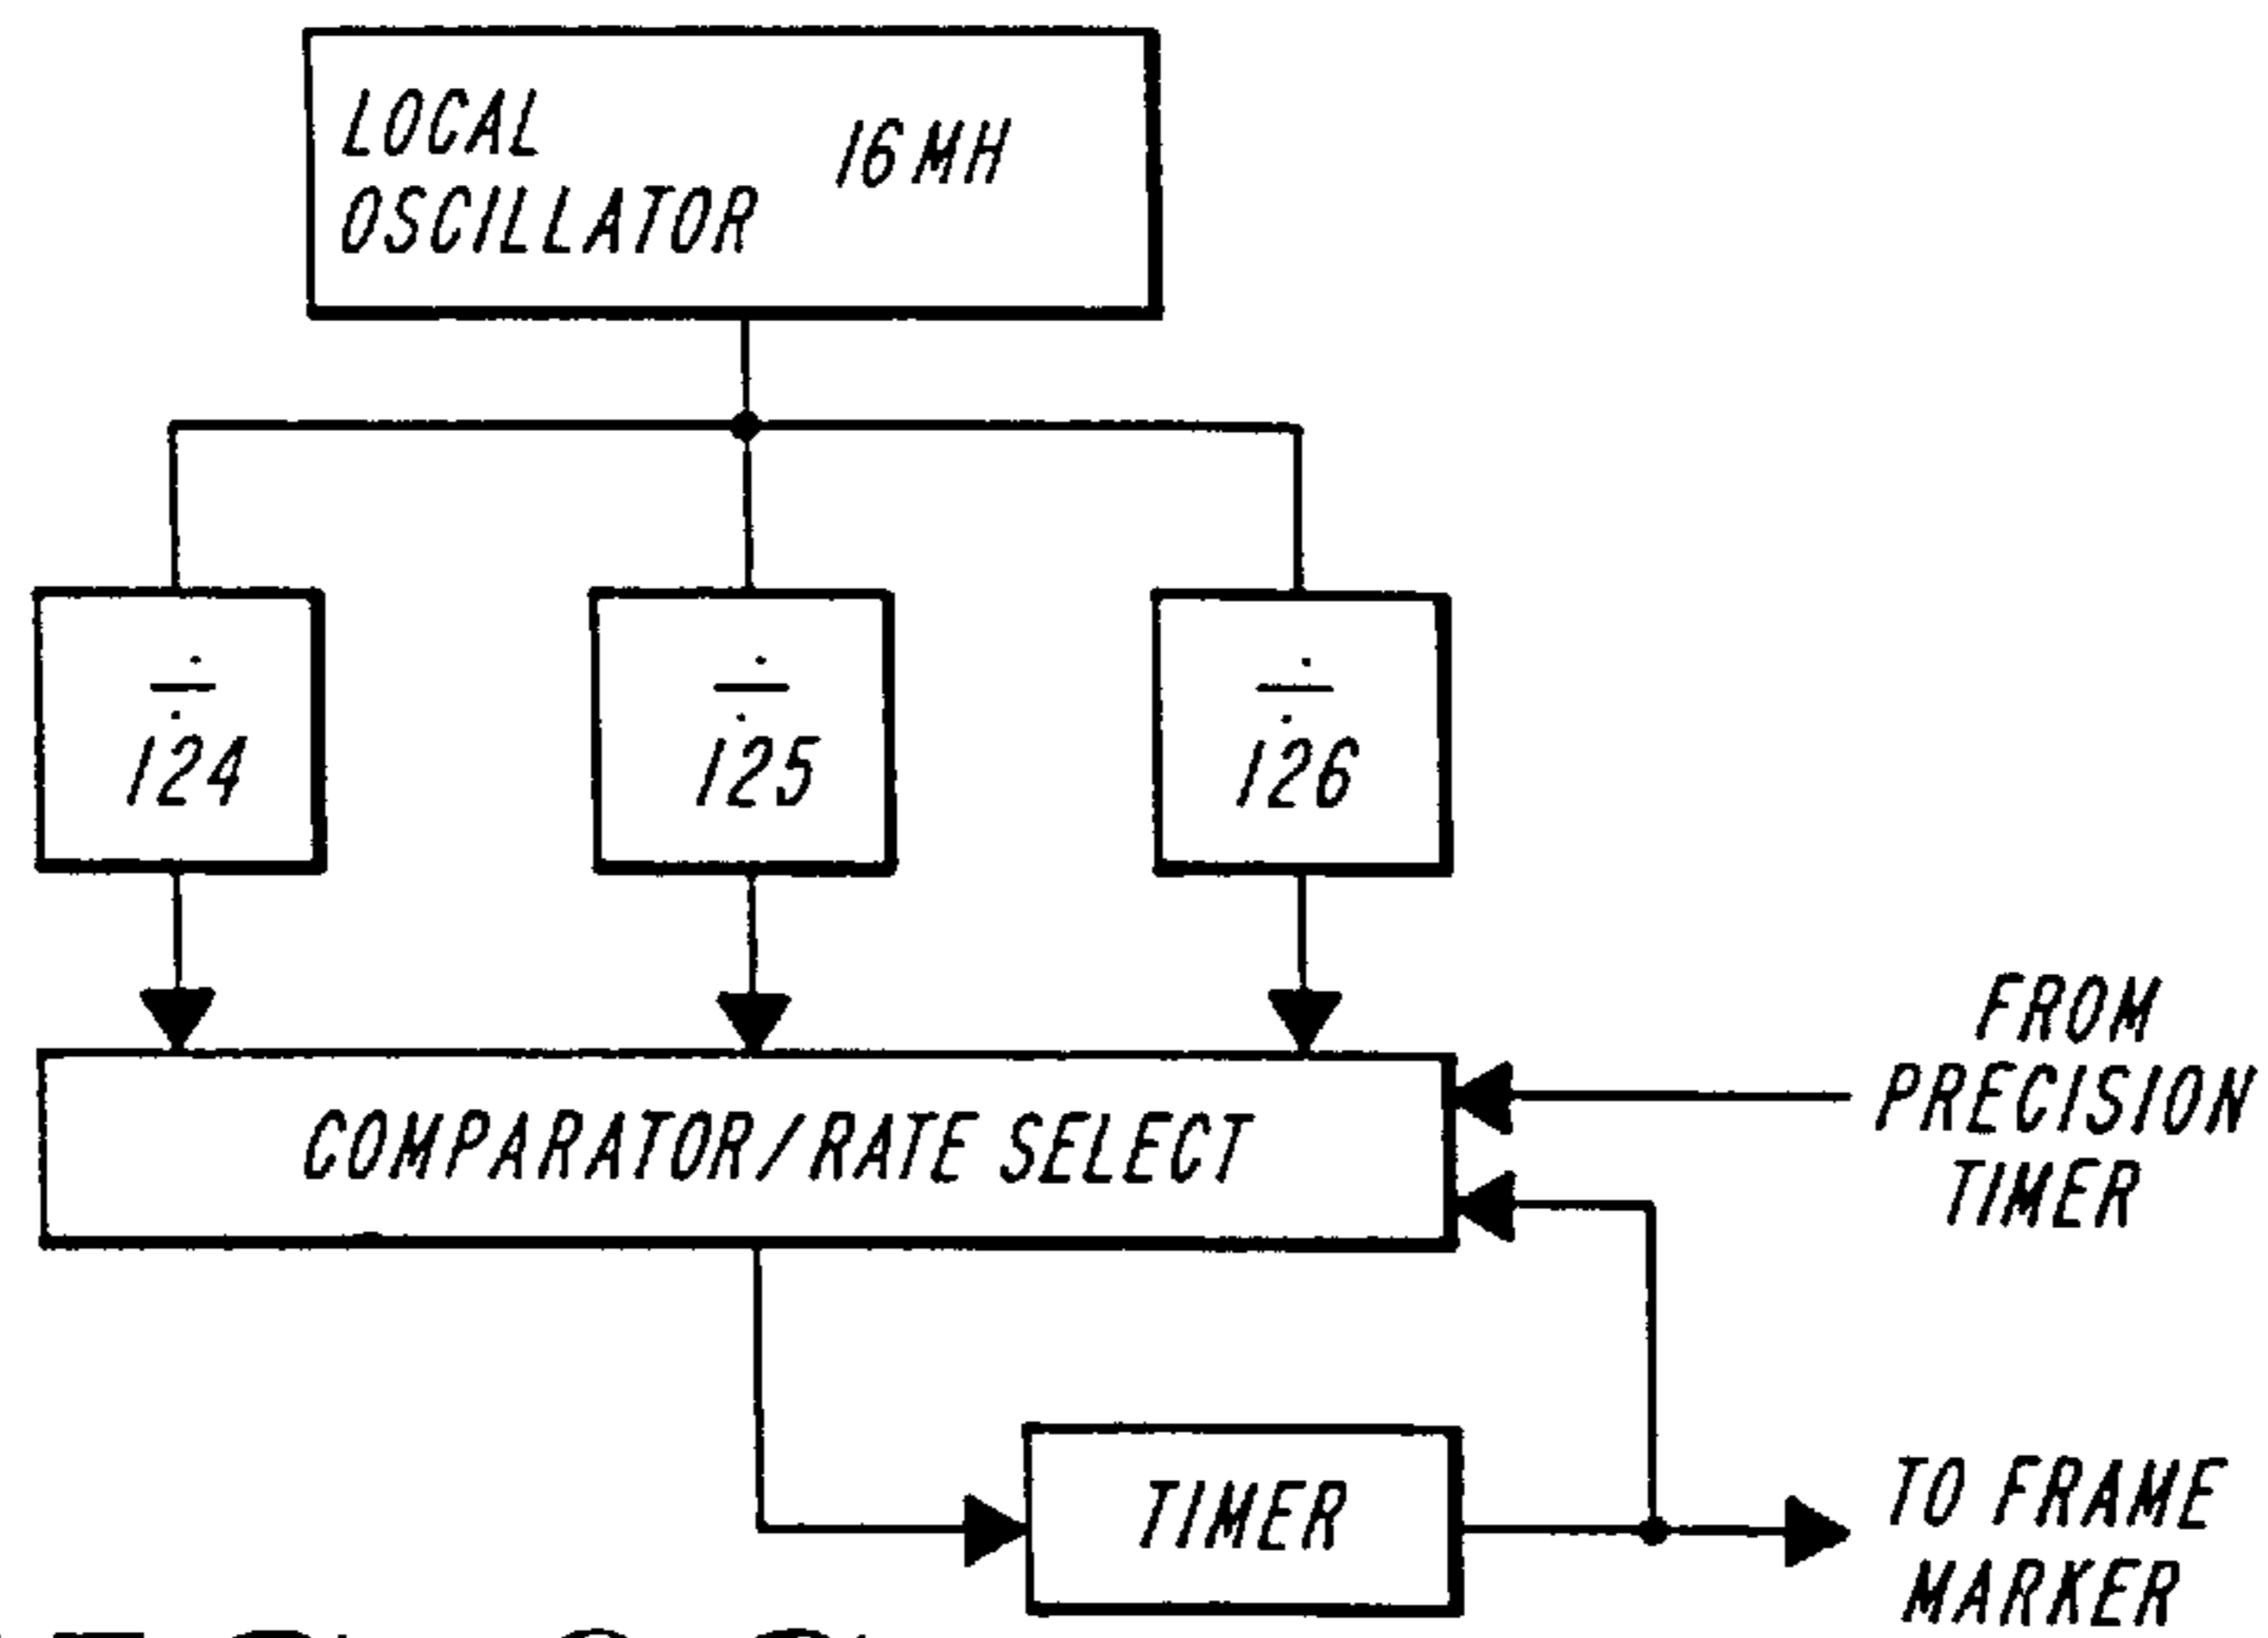 LOCAL
OSCILLATOR
16 MH
÷
124
÷
125
÷
126
COMPARATOR/RATE SELECT
FROM
PRECISION
TIMER
TIMER
TO FRAME
MARKER